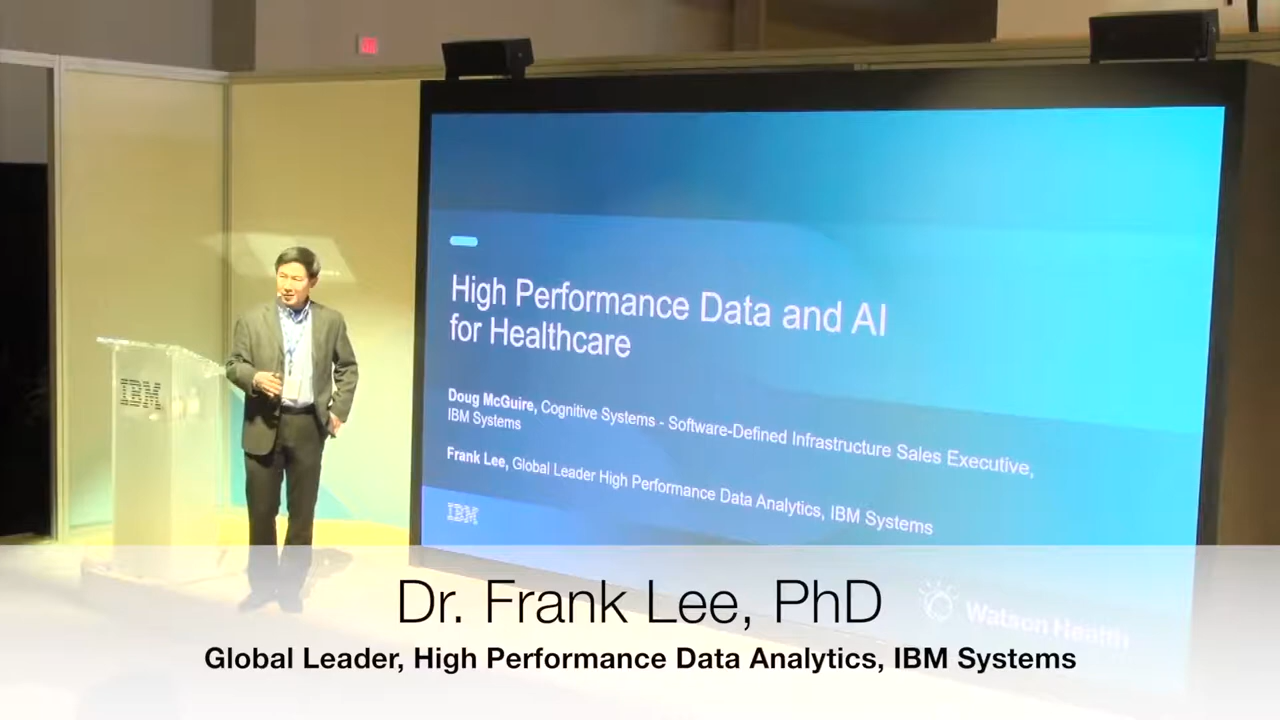 High Performance Data and AI
for Healthcare
Doug McGuire, Cognitive Systems - Software-Defined Infrastructure Sales Executive,
IBM Systems
Frank Lee, Global Leader High Performance Data Analytics, IBM Systems
IBM
IBM
Dr. Frank Lee, PhD
Watson Health
Global Leader, High Performance Data Analytics, IBM Systems